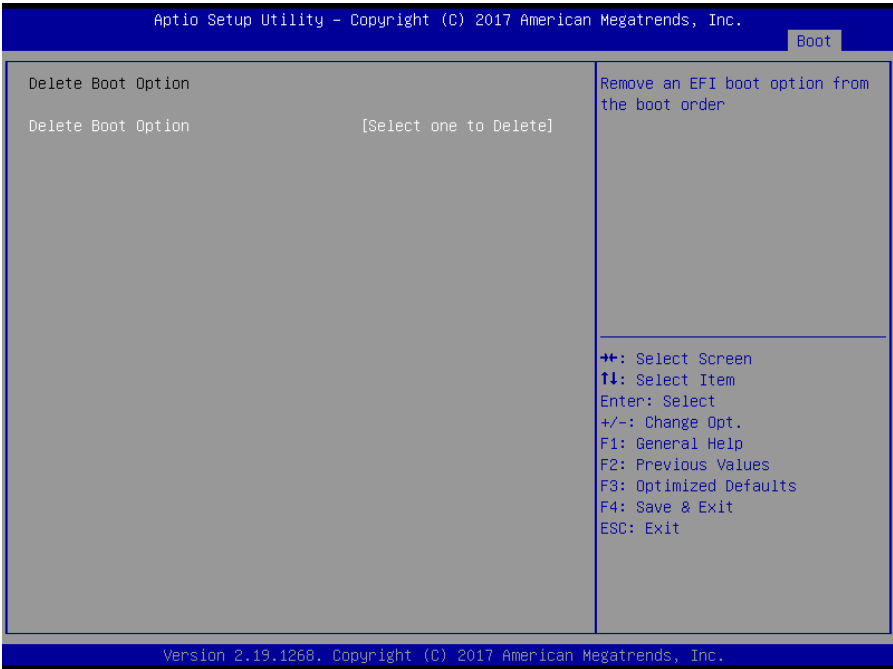 Aptio Setup Utility – Copyright (C) 2017 American Megatrends, Inc.
Boot
Delete Boot Option
Delete Boot Option [Select one to Delete]
Remove an EFI boot option from
the boot order
→←: Select Screen
↑↓: Select Item
Enter: Select
+/-: Change Opt.
F1: General Help
F2: Previous Values
F3: Optimized Defaults
F4: Save & Exit
ESC: Exit
Version 2.19.1268. Copyright (C) 2017 American Megatrends, Inc.